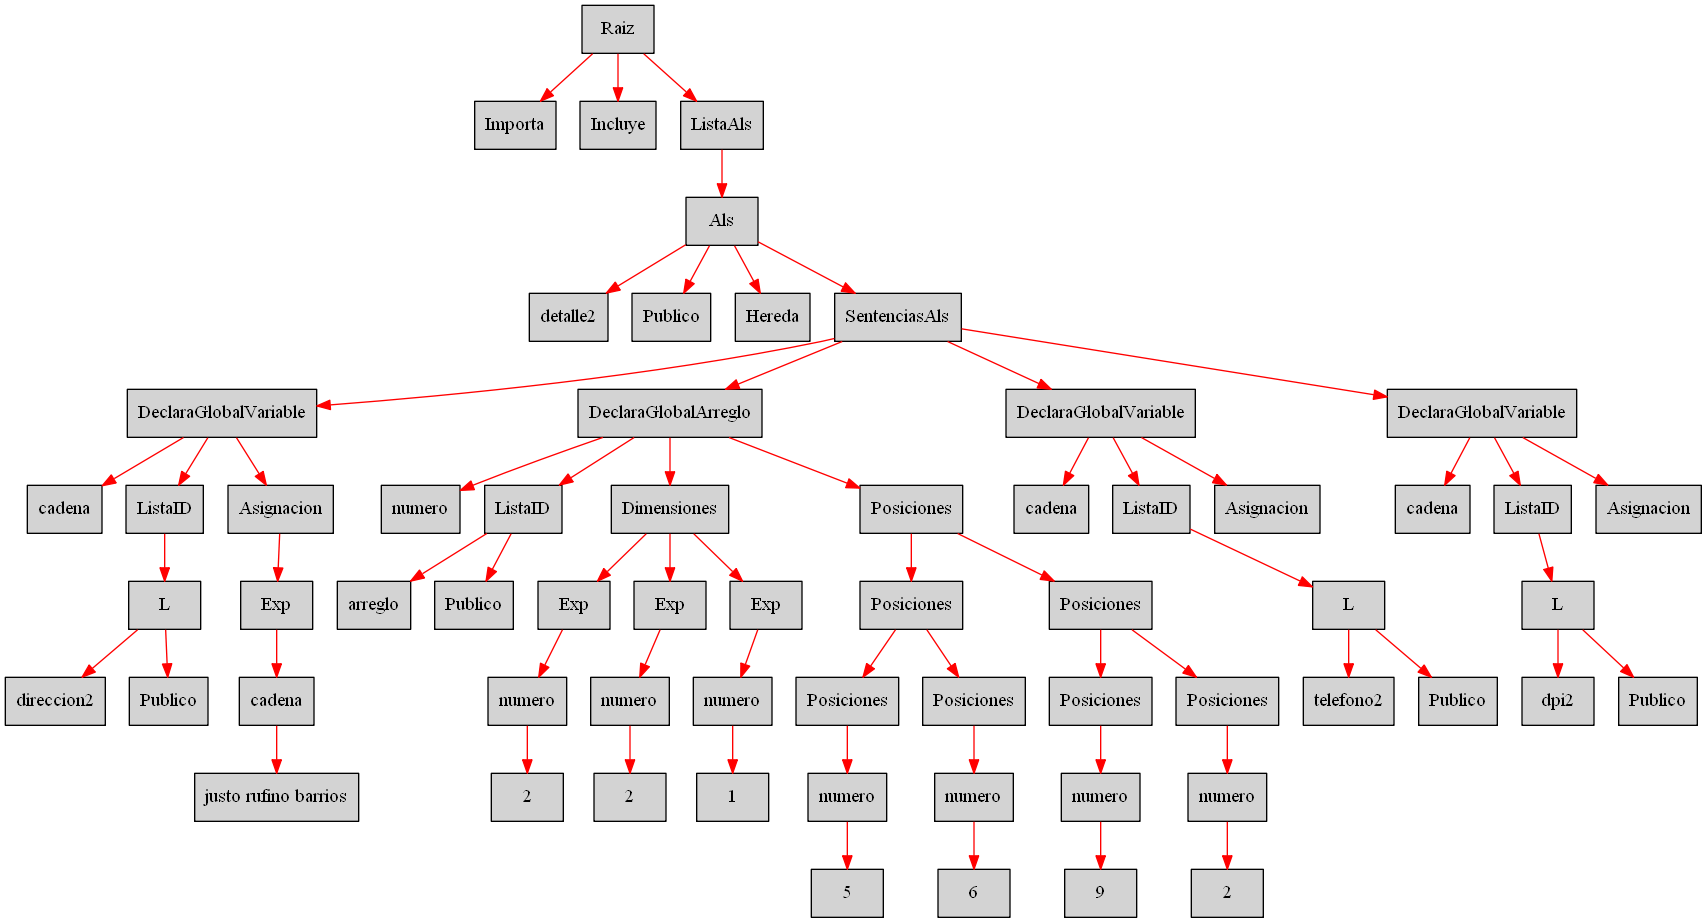 Raiz
Importa Incluye ListaAls
Als
detalle2 Publico Hereda SentenciasAls
DeclaraGlobalVariable DeclaraGlobalArreglo DeclaraGlobalVariable DeclaraGlobalVariable
cadena ListaID Asignacion numero ListaID Dimensiones Posiciones cadena ListaID Asignacion cadena ListaID Asignacion
L Exp arreglo Publico Exp Exp Exp Posiciones Posiciones L L
direccion2 Publico cadena numero numero numero Posiciones Posiciones Posiciones Posiciones telefono2 Publico dpi2 Publico
justo rufino barrios 2 2 1 numero numero numero numero
5 6 9 2